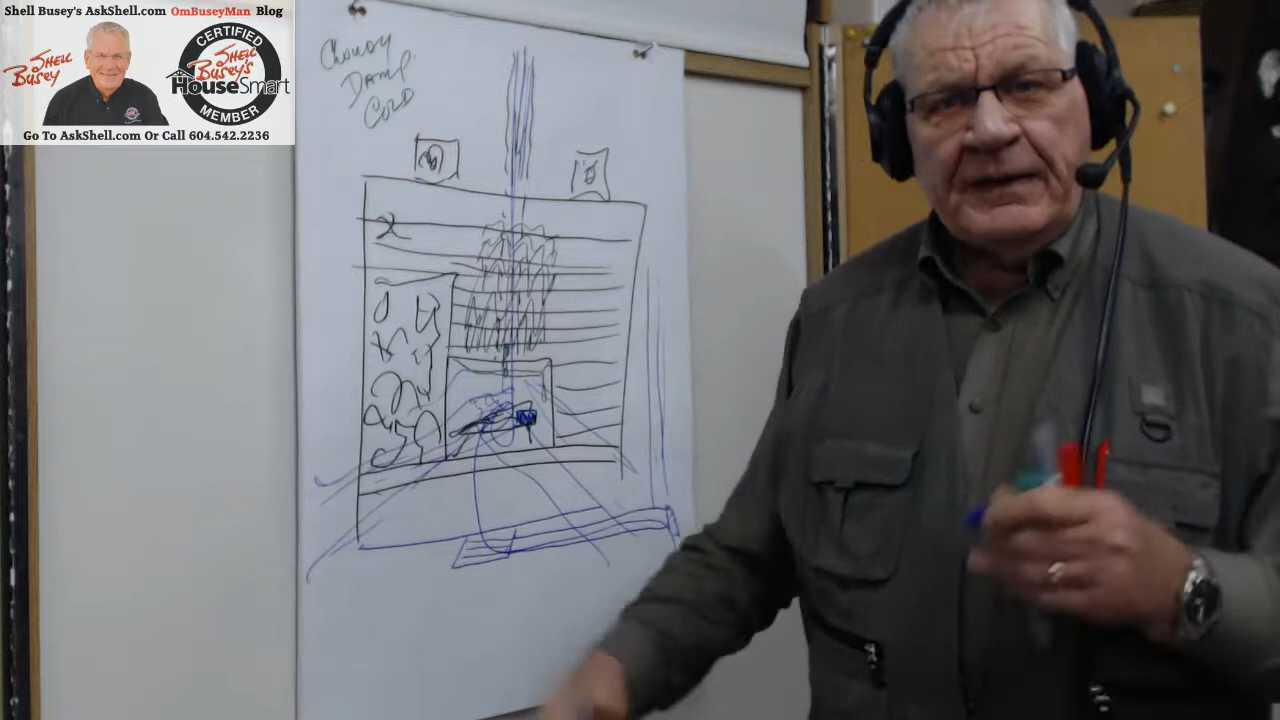 Shell Busey's AskShell.com OmBuseyMan Blog
SHELL
BUSEY
CERTIFIED
SHELL
BUSEY'S
HouseSmart
MEMBER
Go To AskShell.com Or Call 604.542.2236
Cloudy
Damp
Cold